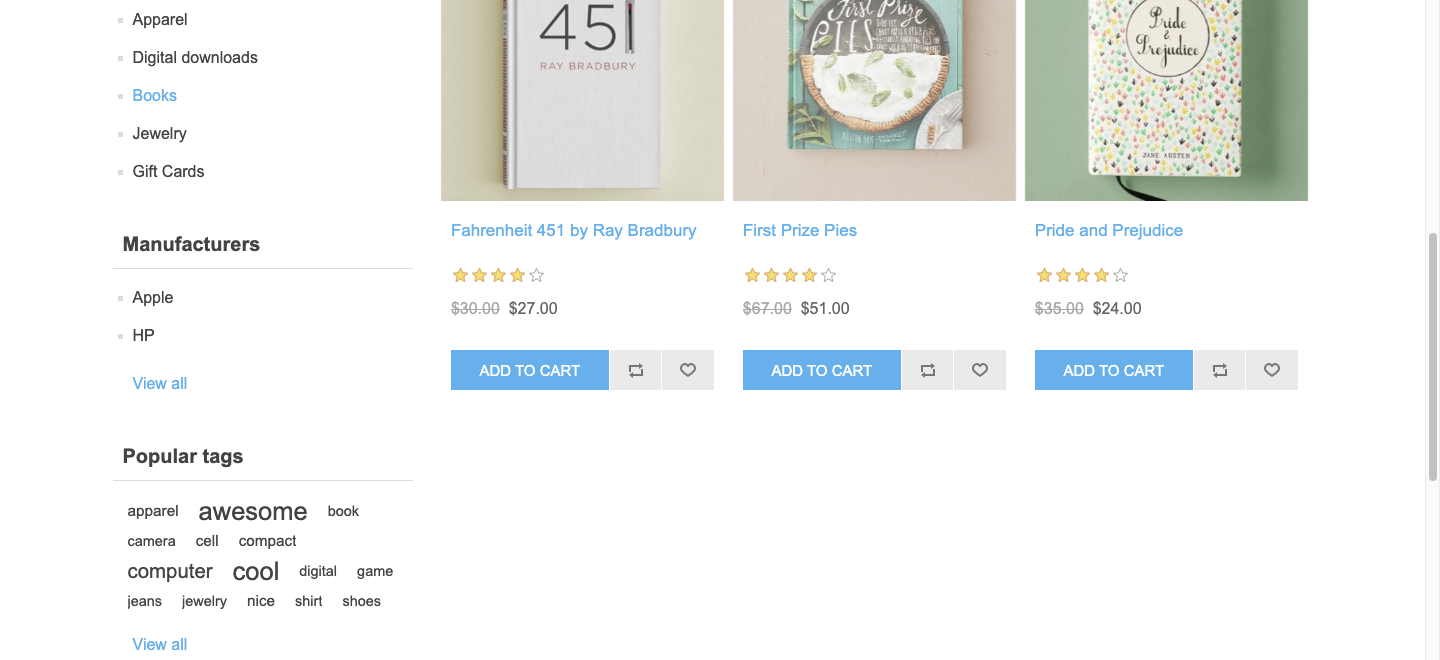 Apparel
Digital downloads
Books
Jewelry
Gift Cards
Manufacturers
Apple
HP
View all
Popular tags
apparel awesome book
camera cell compact
computer cool digital game
jeans jewelry nice shirt shoes
View all
451
RAY BRADBURY
First Prize
PIES
Pride
&
Prejudice
JANE AUSTEN
Fahrenheit 451 by Ray Bradbury
$30.00 $27.00
ADD TO CART
First Prize Pies
$67.00 $51.00
ADD TO CART
Pride and Prejudice
$35.00 $24.00
ADD TO CART